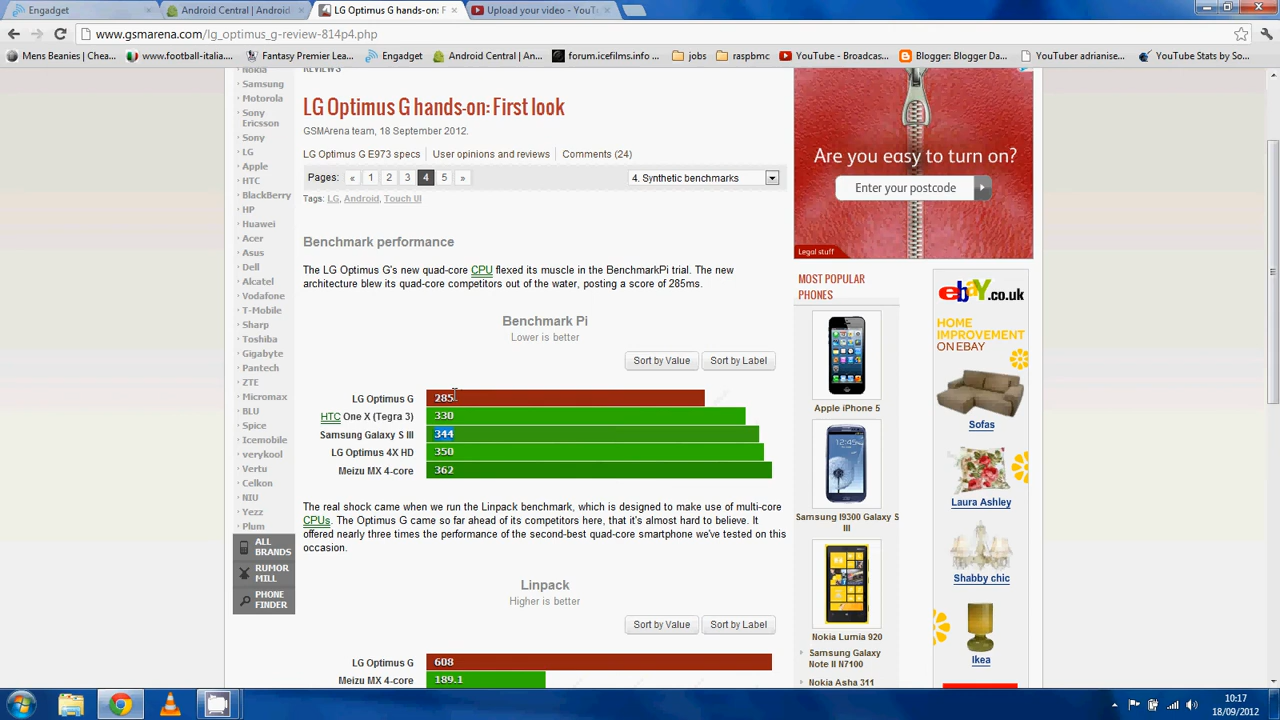 Engadget
Android Central | Android
LG Optimus G hands-on: F
Upload your video - YouT
www.gsmarena.com/lg_optimus_g-review-814p4.php
Mens Beanies | Chea...
www.football-italia....
Fantasy Premier Lea...
Engadget
Android Central | An...
forum.icefilms.info ...
jobs
raspbmc
YouTube - Broadcas...
Blogger: Blogger Da...
YouTuber adrianise...
YouTube Stats by So...
Nokia
Samsung
Motorola
Sony
Ericsson
Sony
LG
Apple
HTC
BlackBerry
HP
Huawei
Acer
Asus
Dell
Alcatel
Vodafone
T-Mobile
Sharp
Toshiba
Gigabyte
Pantech
ZTE
Micromax
BLU
Spice
Icemobile
verykool
Vertu
Celkon
NIU
Yezz
Plum
ALL
BRANDS
RUMOR
MILL
PHONE
FINDER
REVIEWS
LG Optimus G hands-on: First look
GSMArena team, 18 September 2012.
LG Optimus G E973 specs | User opinions and reviews | Comments (24)
Pages: « 1 2 3 4 5 » 4. Synthetic benchmarks
Tags: LG, Android, Touch UI
Benchmark performance
The LG Optimus G's new quad-core CPU flexed its muscle in the BenchmarkPi trial. The new
architecture blew its quad-core competitors out of the water, posting a score of 285ms.
Benchmark Pi
Lower is better
Sort by Value Sort by Label
LG Optimus G 285
HTC One X (Tegra 3) 330
Samsung Galaxy S III 344
LG Optimus 4X HD 350
Meizu MX 4-core 362
The real shock came when we run the Linpack benchmark, which is designed to make use of multi-core
CPUs. The Optimus G came so far ahead of its competitors here, that it's almost hard to believe. It
offered nearly three times the performance of the second-best quad-core smartphone we've tested on this
occasion.
Linpack
Higher is better
Sort by Value Sort by Label
LG Optimus G 608
Meizu MX 4-core 189.1
Are you easy to turn on?
Enter your postcode
Legal stuff
MOST POPULAR
PHONES
Apple iPhone 5
Samsung I9300 Galaxy S
III
Nokia Lumia 920
Samsung Galaxy
Note II N7100
Nokia Asha 311
ebay.co.uk
HOME
IMPROVEMENT
ON EBAY
Sofas
Laura Ashley
Shabby chic
Ikea
10:17
18/09/2012